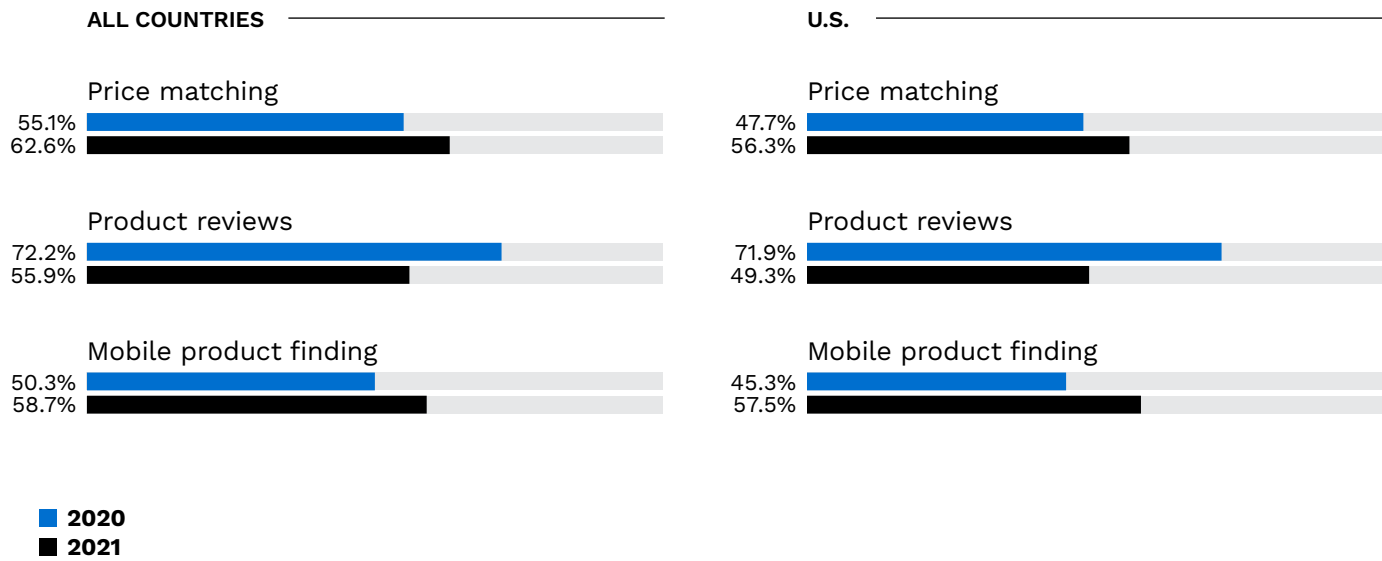 ALL COUNTRIES
Price matching
55.1%
62.6%
Product reviews
72.2%
55.9%
Mobile product finding
50.3%
58.7%
U.S.
Price matching
47.7%
56.3%
Product reviews
71.9%
49.3%
Mobile product finding
45.3%
57.5%
2020
2021